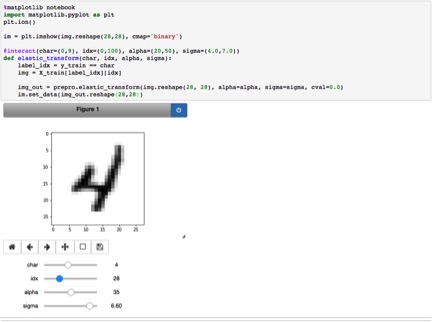 %matplotlib notebook
import matplotlib.pyplot as plt
plt.ion()
im = plt.imshow(img.reshape(28,28), cmap='binary')
@interact(char=(0,9), idx=(0,100), alpha=(20,50), sigma=(4.0,7.0))
def elastic_transform(char, idx, alpha, sigma):
label_idx = y_train == char
img = X_train[label_idx][idx]
img_out = prepro.elastic_transform(img.reshape(28, 28), alpha=alpha, sigma=sigma, cval=0.0)
im.set_data(img_out.reshape(28,28))
Figure 1
0
5
10
15
20
25
0 5 10 15 20 25
char 4
idx 28
alpha 35
sigma 6.60